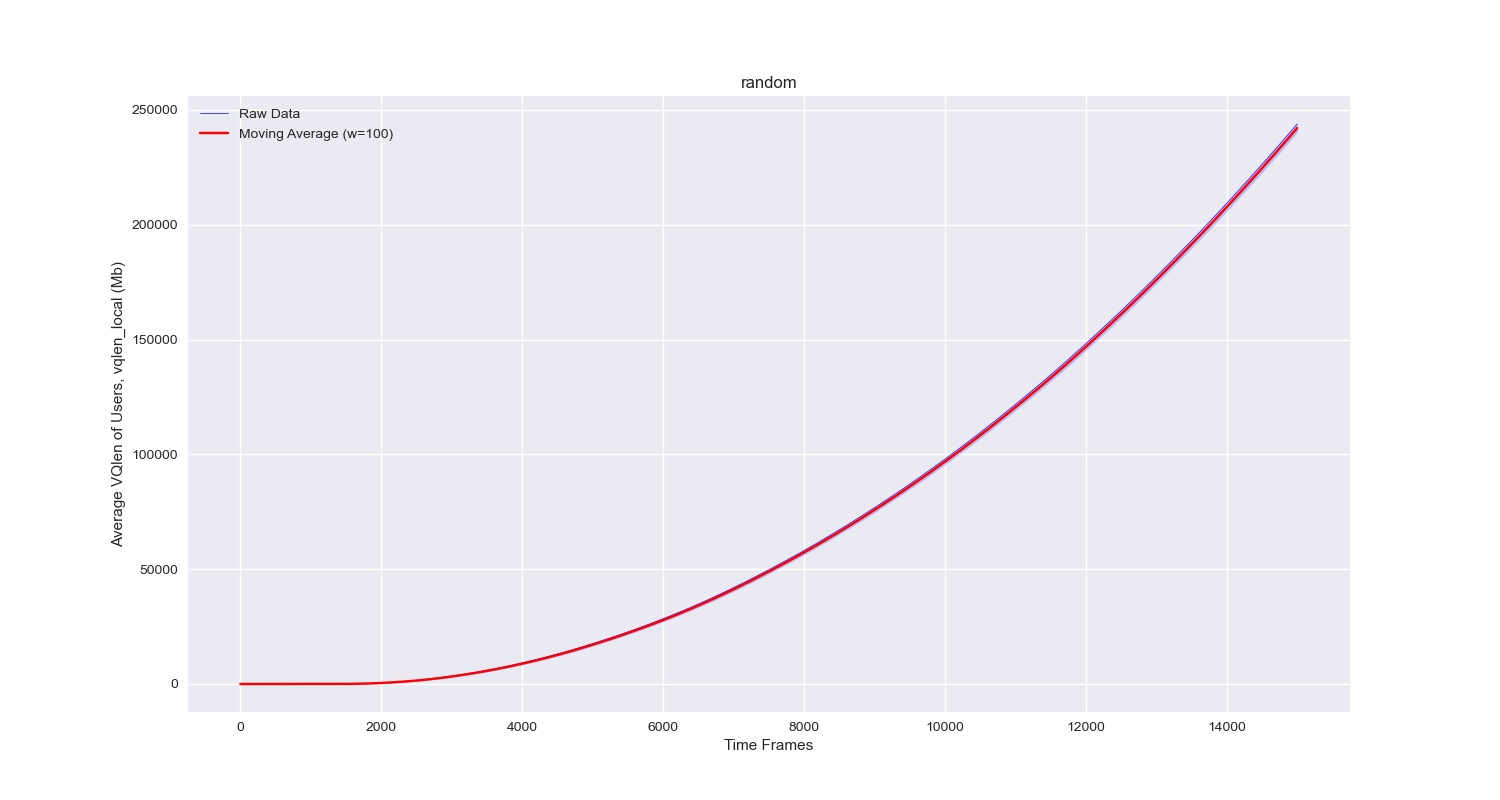 random
Raw Data
Moving Average (w=100)
Average VQlen of Users, vqlen_local (Mb)
250000
200000
150000
100000
50000
0
0 2000 4000 6000 8000 10000 12000 14000
Time Frames